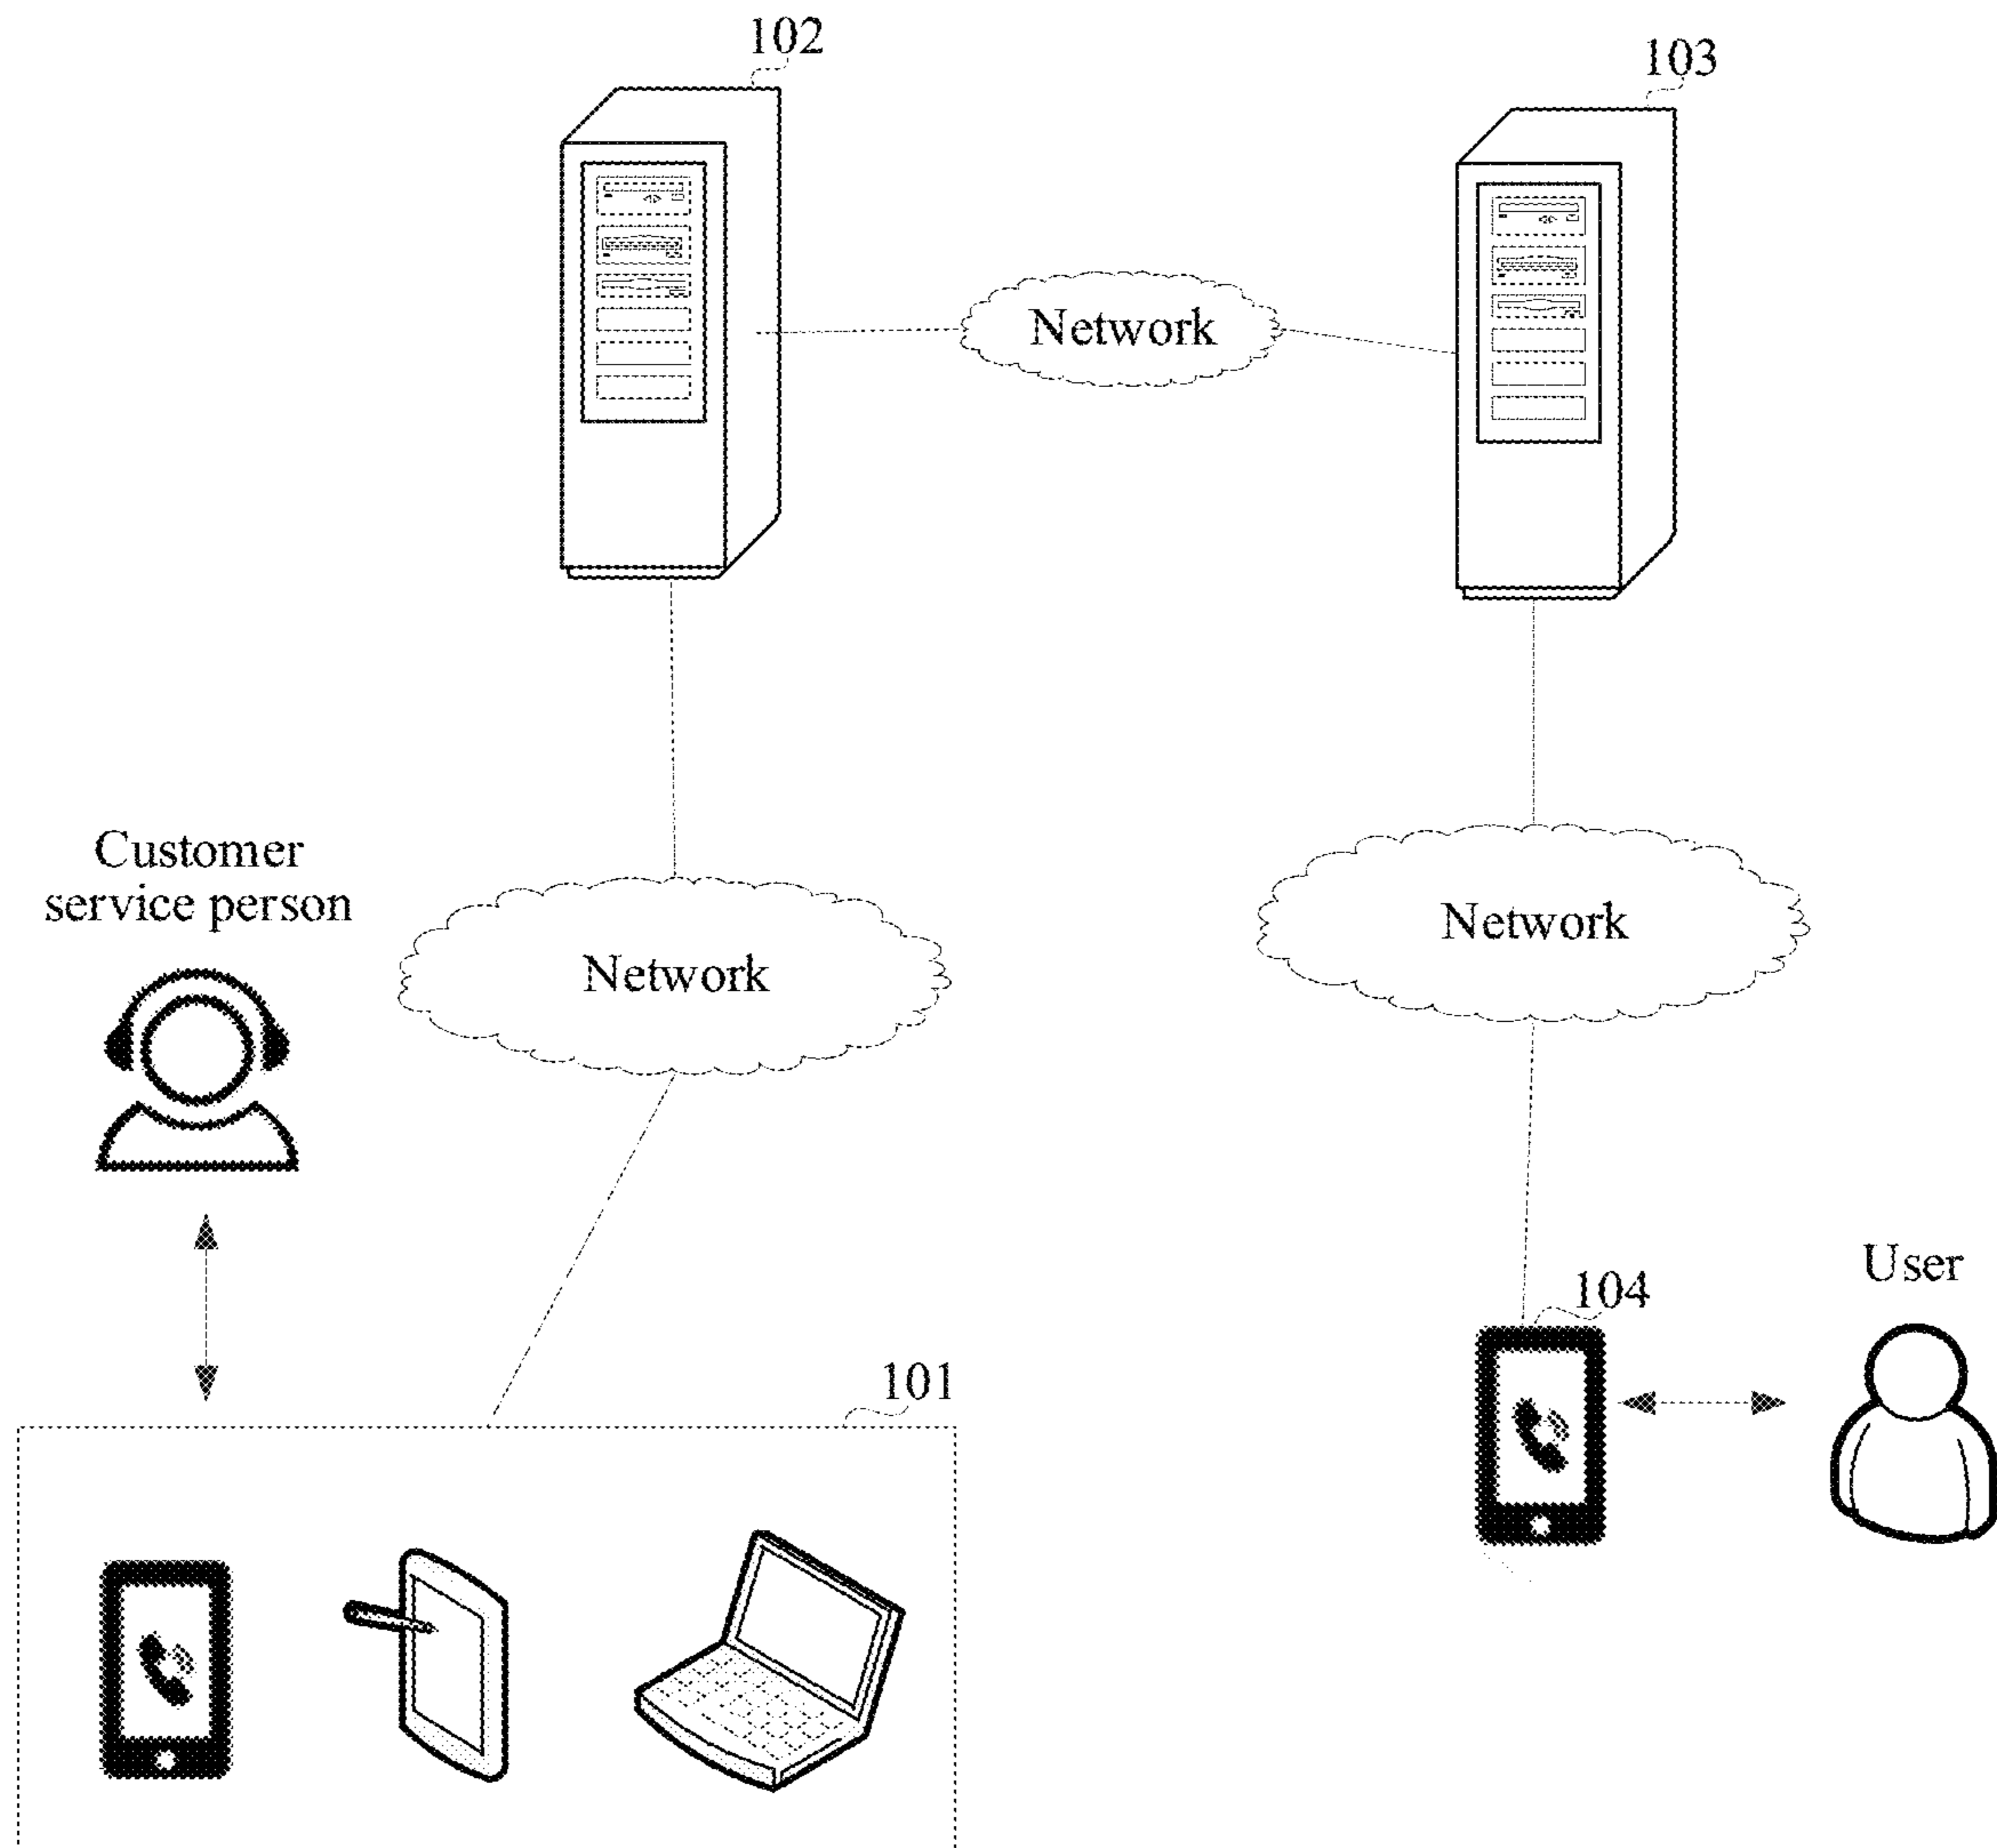 102
103
Network
Customer
service person
Network
Network
User
104
101